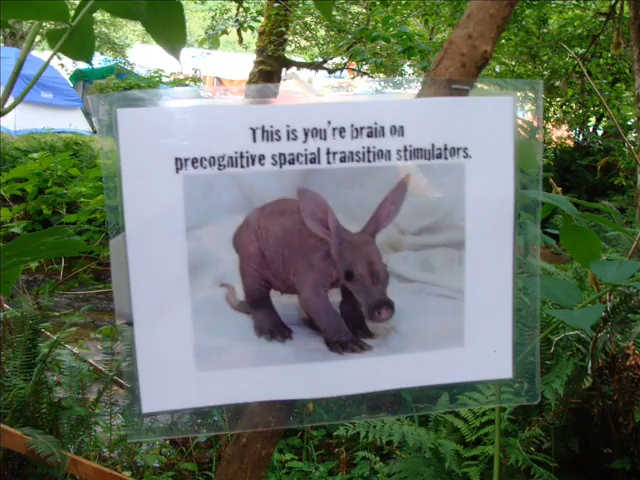 This is you're brain on
precognitive spacial transition stimulators.